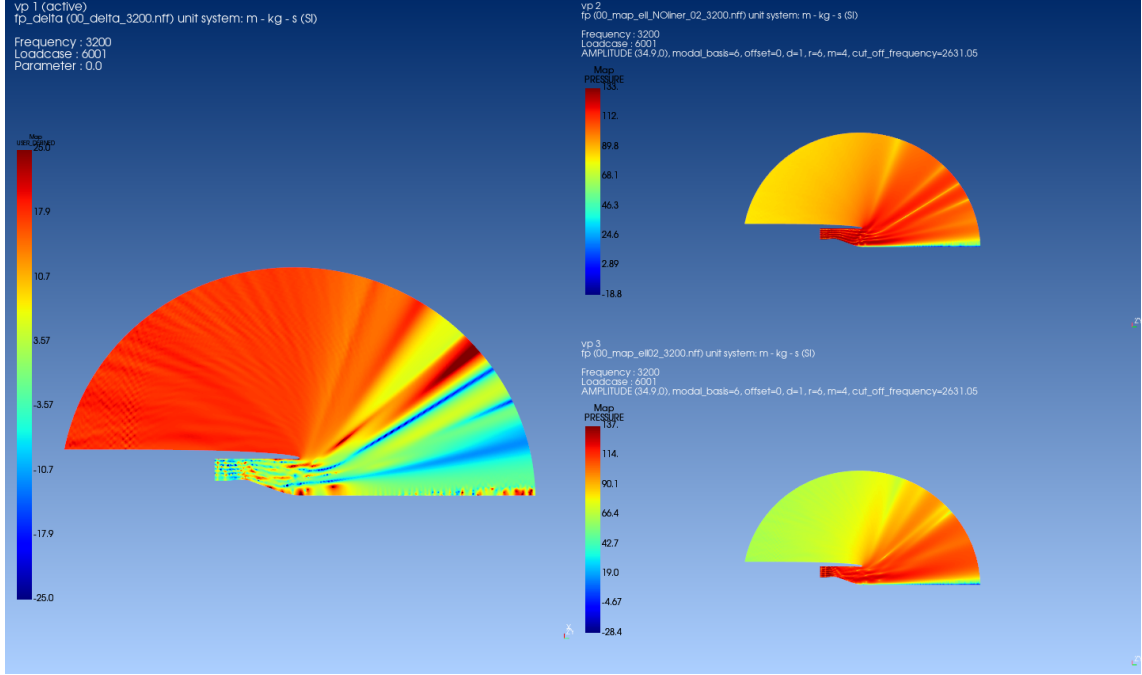 vp 1 (active)
fp_delta (00_delta_3200.nff) unit system: m - kg - s (SI)
Frequency : 3200
Loadcase : 6001
Parameter : 0.0
Map
USER_DEFINED
25.0
17.9
10.7
3.57
-3.57
-10.7
-17.9
-25.0
vp 2
fp (00_map_ell_NOliner_02_3200.nff) unit system: m - kg - s (SI)
Frequency : 3200
Loadcase : 6001
AMPLITUDE (34.9,0), modal_basis=6, offset=0, d=1, r=6, m=4, cut_off_frequency=2631.05
Map
PRESSURE
133.
112.
89.8
68.1
46.3
24.6
2.89
-18.8
vp 3
fp (00_map_ell02_3200.nff) unit system: m - kg - s (SI)
Frequency : 3200
Loadcase : 6001
AMPLITUDE (34.9,0), modal_basis=6, offset=0, d=1, r=6, m=4, cut_off_frequency=2631.05
Map
PRESSURE
137.
114.
90.1
66.4
42.7
19.0
-4.67
-28.4